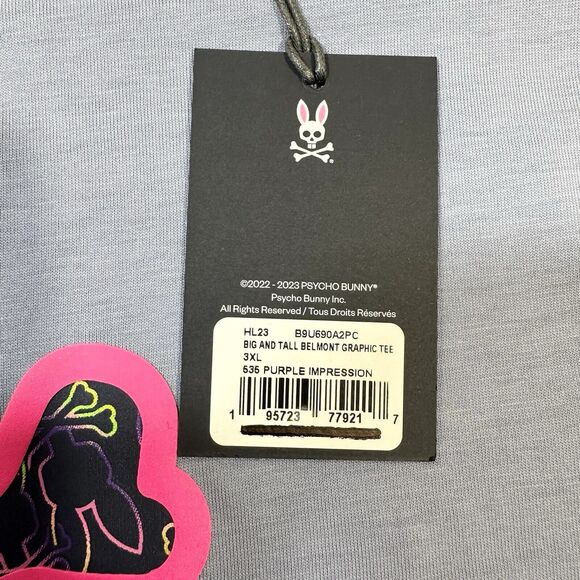 ©2022 - 2023 PSYCHO BUNNY®
Psycho Bunny Inc.
All Rights Reserved / Tous Droits Réservés
HL23 B9U690A2PC
BIG AND TALL BELMONT GRAPHIC TEE
3XL
535 PURPLE IMPRESSION
1 95723 77921 7